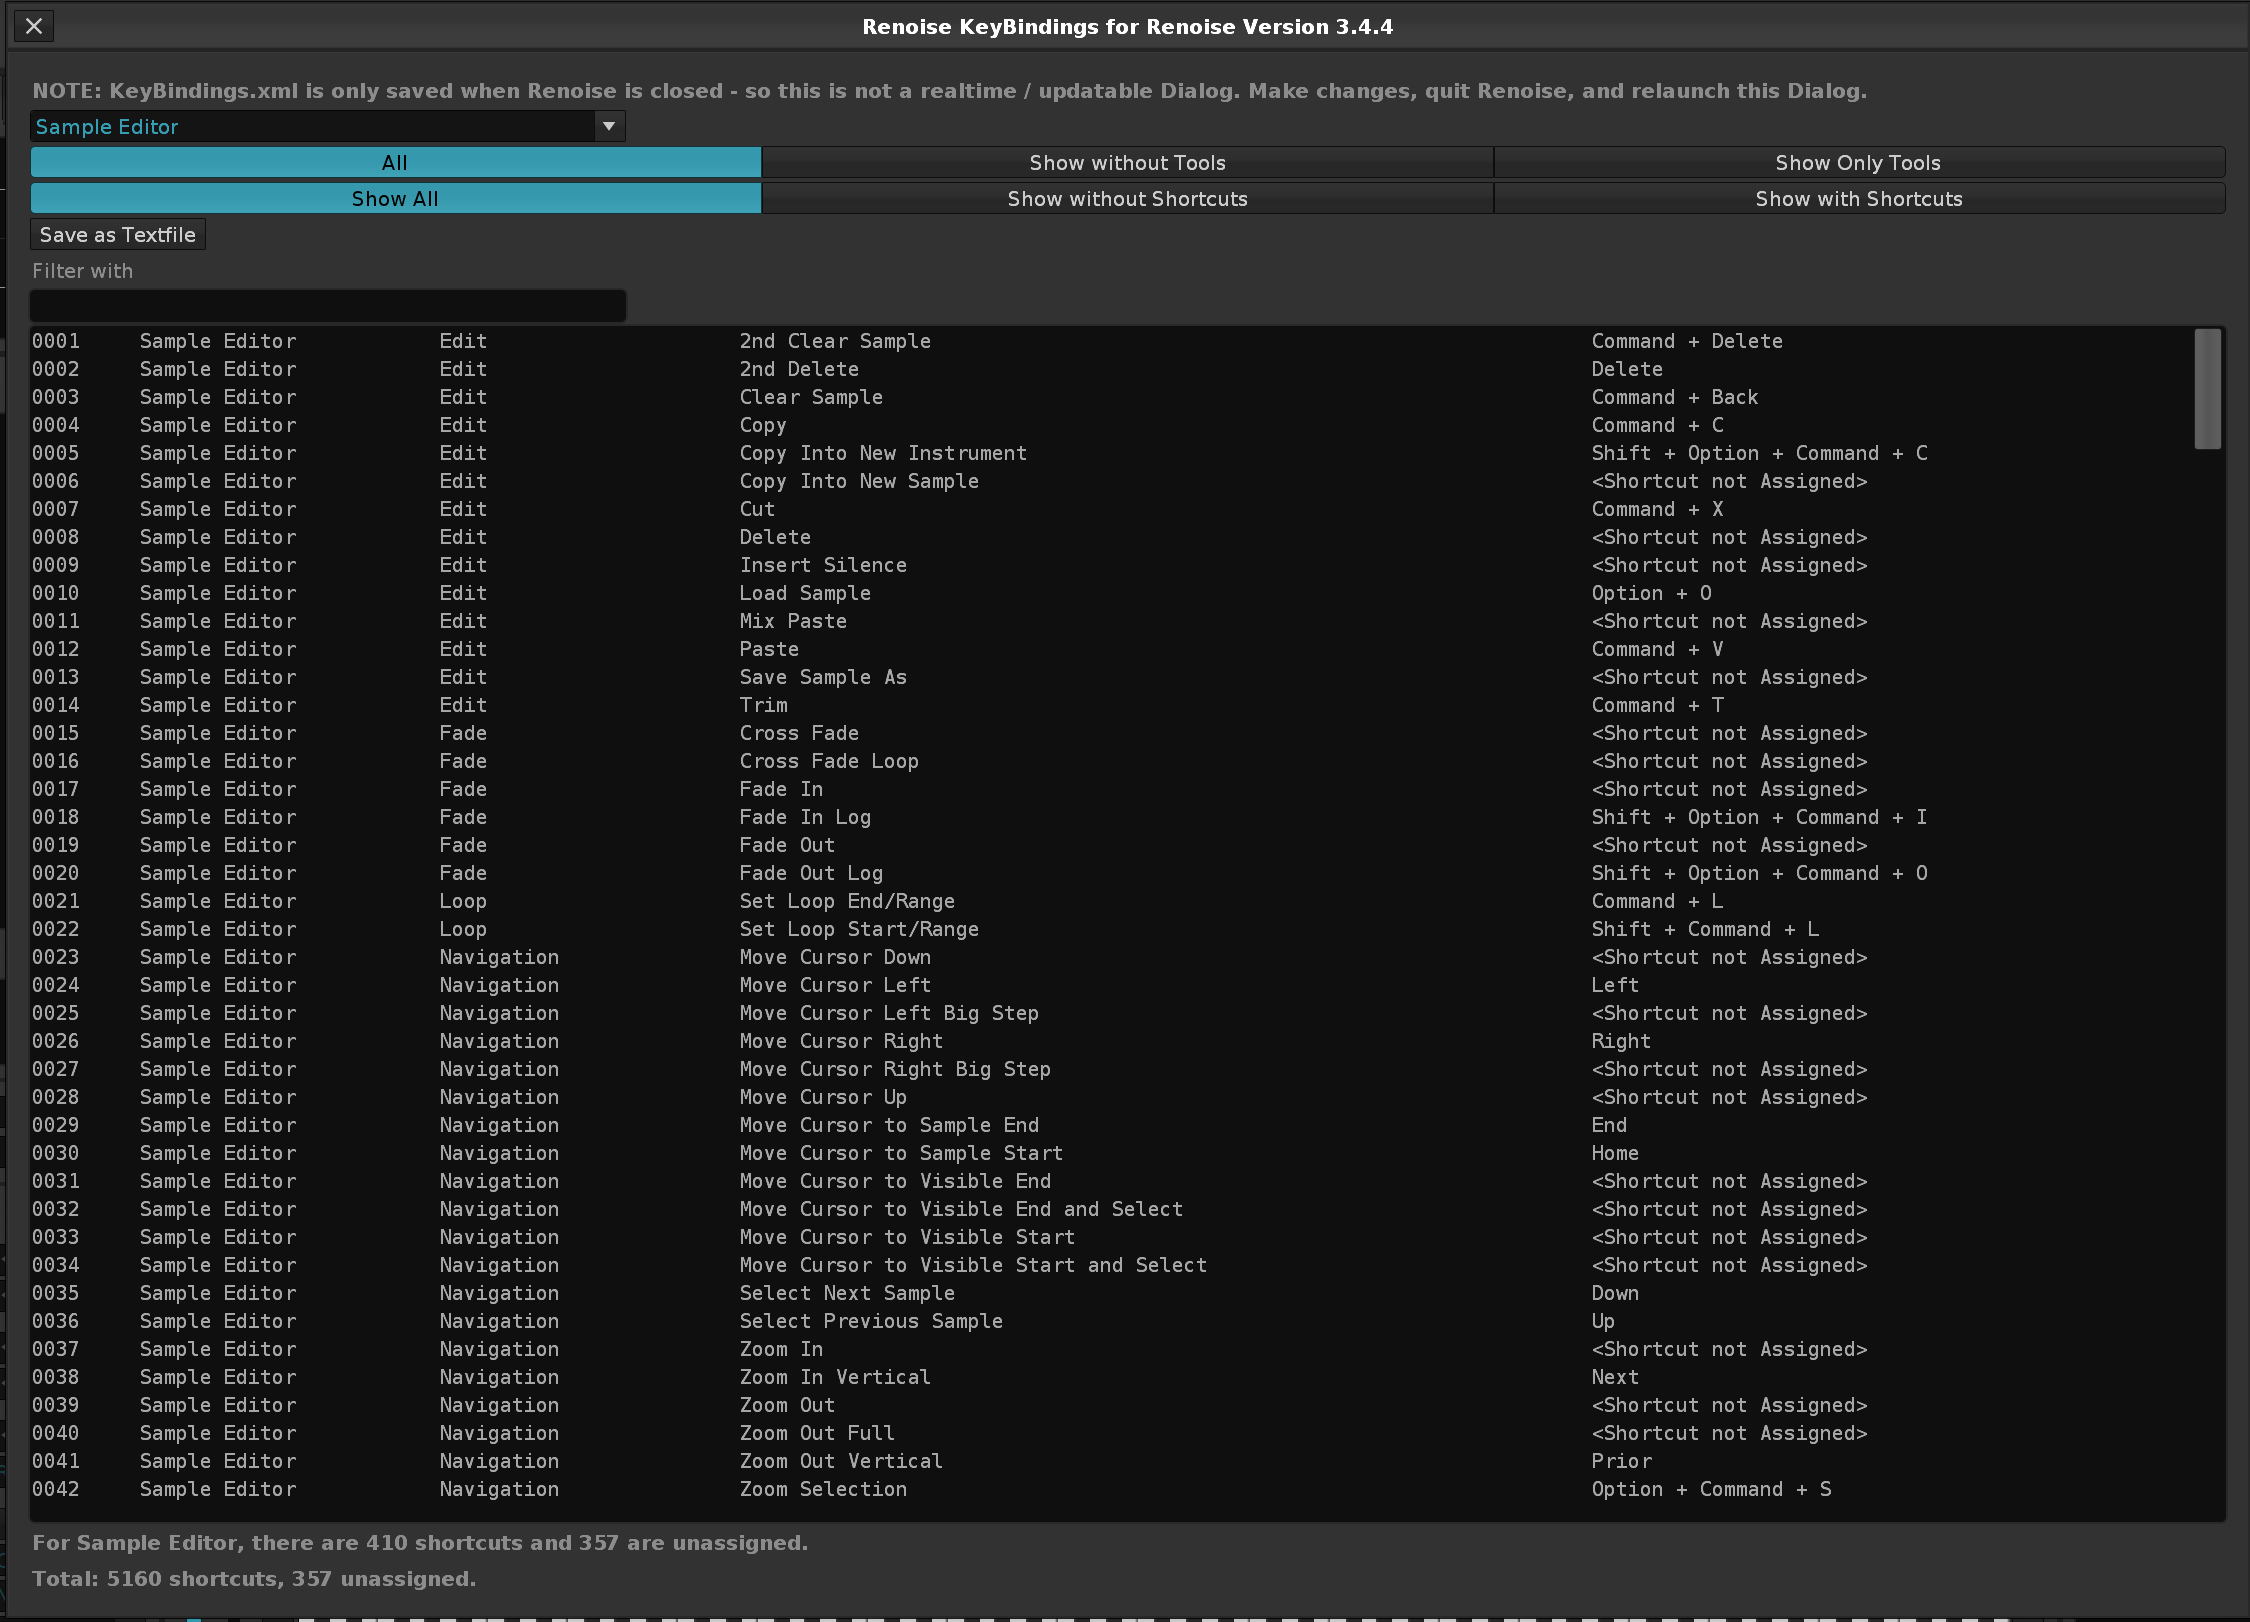 Renoise KeyBindings for Renoise Version 3.4.4
NOTE: KeyBindings.xml is only saved when Renoise is closed - so this is not a realtime / updatable Dialog. Make changes, quit Renoise, and relaunch this Dialog.
Sample Editor
All Show without Tools Show Only Tools
Show All Show without Shortcuts Show with Shortcuts
Save as Textfile
Filter with
0001 Sample Editor Edit 2nd Clear Sample Command + Delete
0002 Sample Editor Edit 2nd Delete Delete
0003 Sample Editor Edit Clear Sample Command + Back
0004 Sample Editor Edit Copy Command + C
0005 Sample Editor Edit Copy Into New Instrument Shift + Option + Command + C
0006 Sample Editor Edit Copy Into New Sample <Shortcut not Assigned>
0007 Sample Editor Edit Cut Command + X
0008 Sample Editor Edit Delete <Shortcut not Assigned>
0009 Sample Editor Edit Insert Silence <Shortcut not Assigned>
0010 Sample Editor Edit Load Sample Option + O
0011 Sample Editor Edit Mix Paste <Shortcut not Assigned>
0012 Sample Editor Edit Paste Command + V
0013 Sample Editor Edit Save Sample As <Shortcut not Assigned>
0014 Sample Editor Edit Trim Command + T
0015 Sample Editor Fade Cross Fade <Shortcut not Assigned>
0016 Sample Editor Fade Cross Fade Loop <Shortcut not Assigned>
0017 Sample Editor Fade Fade In <Shortcut not Assigned>
0018 Sample Editor Fade Fade In Log Shift + Option + Command + I
0019 Sample Editor Fade Fade Out <Shortcut not Assigned>
0020 Sample Editor Fade Fade Out Log Shift + Option + Command + O
0021 Sample Editor Loop Set Loop End/Range Command + L
0022 Sample Editor Loop Set Loop Start/Range Shift + Command + L
0023 Sample Editor Navigation Move Cursor Down <Shortcut not Assigned>
0024 Sample Editor Navigation Move Cursor Left Left
0025 Sample Editor Navigation Move Cursor Left Big Step <Shortcut not Assigned>
0026 Sample Editor Navigation Move Cursor Right Right
0027 Sample Editor Navigation Move Cursor Right Big Step <Shortcut not Assigned>
0028 Sample Editor Navigation Move Cursor Up <Shortcut not Assigned>
0029 Sample Editor Navigation Move Cursor to Sample End End
0030 Sample Editor Navigation Move Cursor to Sample Start Home
0031 Sample Editor Navigation Move Cursor to Visible End <Shortcut not Assigned>
0032 Sample Editor Navigation Move Cursor to Visible End and Select <Shortcut not Assigned>
0033 Sample Editor Navigation Move Cursor to Visible Start <Shortcut not Assigned>
0034 Sample Editor Navigation Move Cursor to Visible Start and Select <Shortcut not Assigned>
0035 Sample Editor Navigation Select Next Sample Down
0036 Sample Editor Navigation Select Previous Sample Up
0037 Sample Editor Navigation Zoom In <Shortcut not Assigned>
0038 Sample Editor Navigation Zoom In Vertical Next
0039 Sample Editor Navigation Zoom Out <Shortcut not Assigned>
0040 Sample Editor Navigation Zoom Out Full <Shortcut not Assigned>
0041 Sample Editor Navigation Zoom Out Vertical Prior
0042 Sample Editor Navigation Zoom Selection Option + Command + S
For Sample Editor, there are 410 shortcuts and 357 are unassigned.
Total: 5160 shortcuts, 357 unassigned.